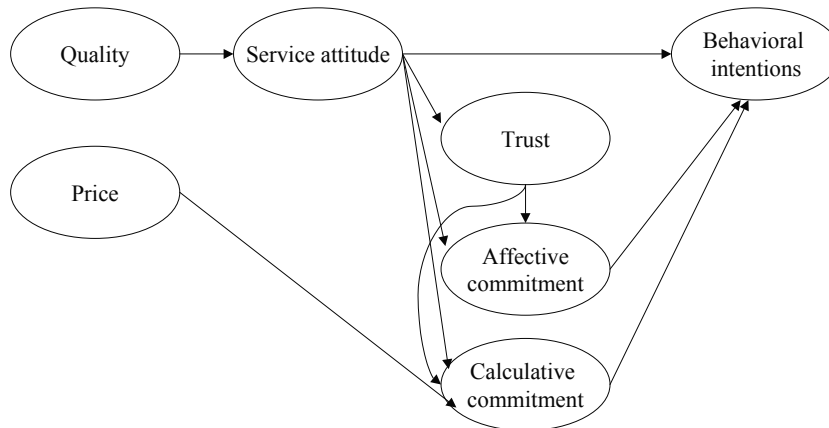 Quality
Service attitude
Behavioral
intentions
Trust
Price
Affective
commitment
Calculative
commitment